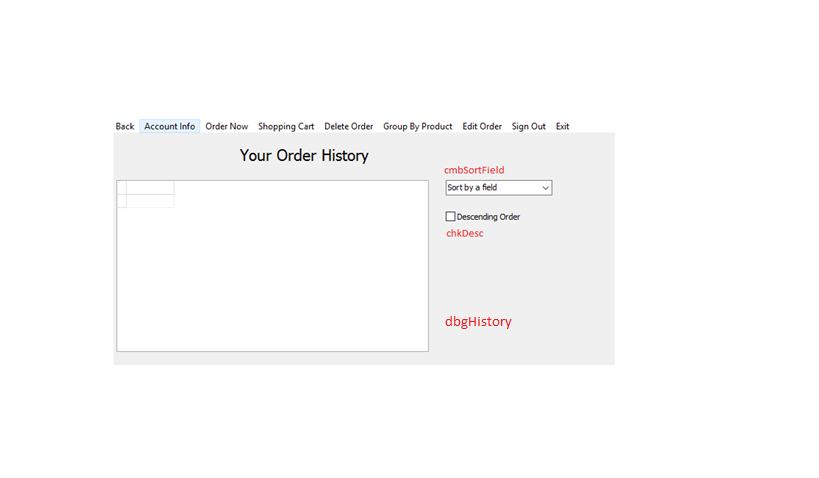 Back Account Info Order Now Shopping Cart Delete Order Group By Product Edit Order Sign Out Exit
Your Order History
cmbSortField
Sort by a field
Descending Order
chkDesc
dbgHistory